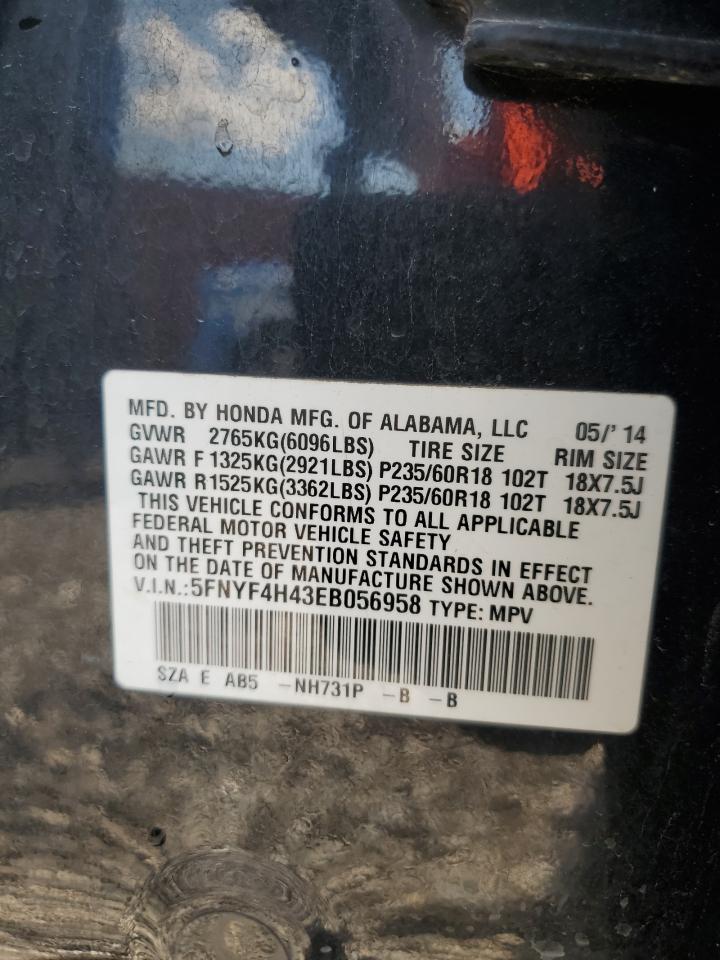 MFD. BY HONDA MFG. OF ALABAMA, LLC 05/' 14
GVWR 2765KG(6096LBS) TIRE SIZE RIM SIZE
GAWR F 1325KG(2921LBS) P235/60R18 102T 18X7.5J
GAWR R1525KG(3362LBS) P235/60R18 102T 18X7.5J
THIS VEHICLE CONFORMS TO ALL APPLICABLE
FEDERAL MOTOR VEHICLE SAFETY
AND THEFT PREVENTION STANDARDS IN EFFECT
ON THE DATE OF MANUFACTURE SHOWN ABOVE.
V.I.N.:5FNYF4H43EB056958 TYPE: MPV
SZA E AB5 -NH731P -B -B